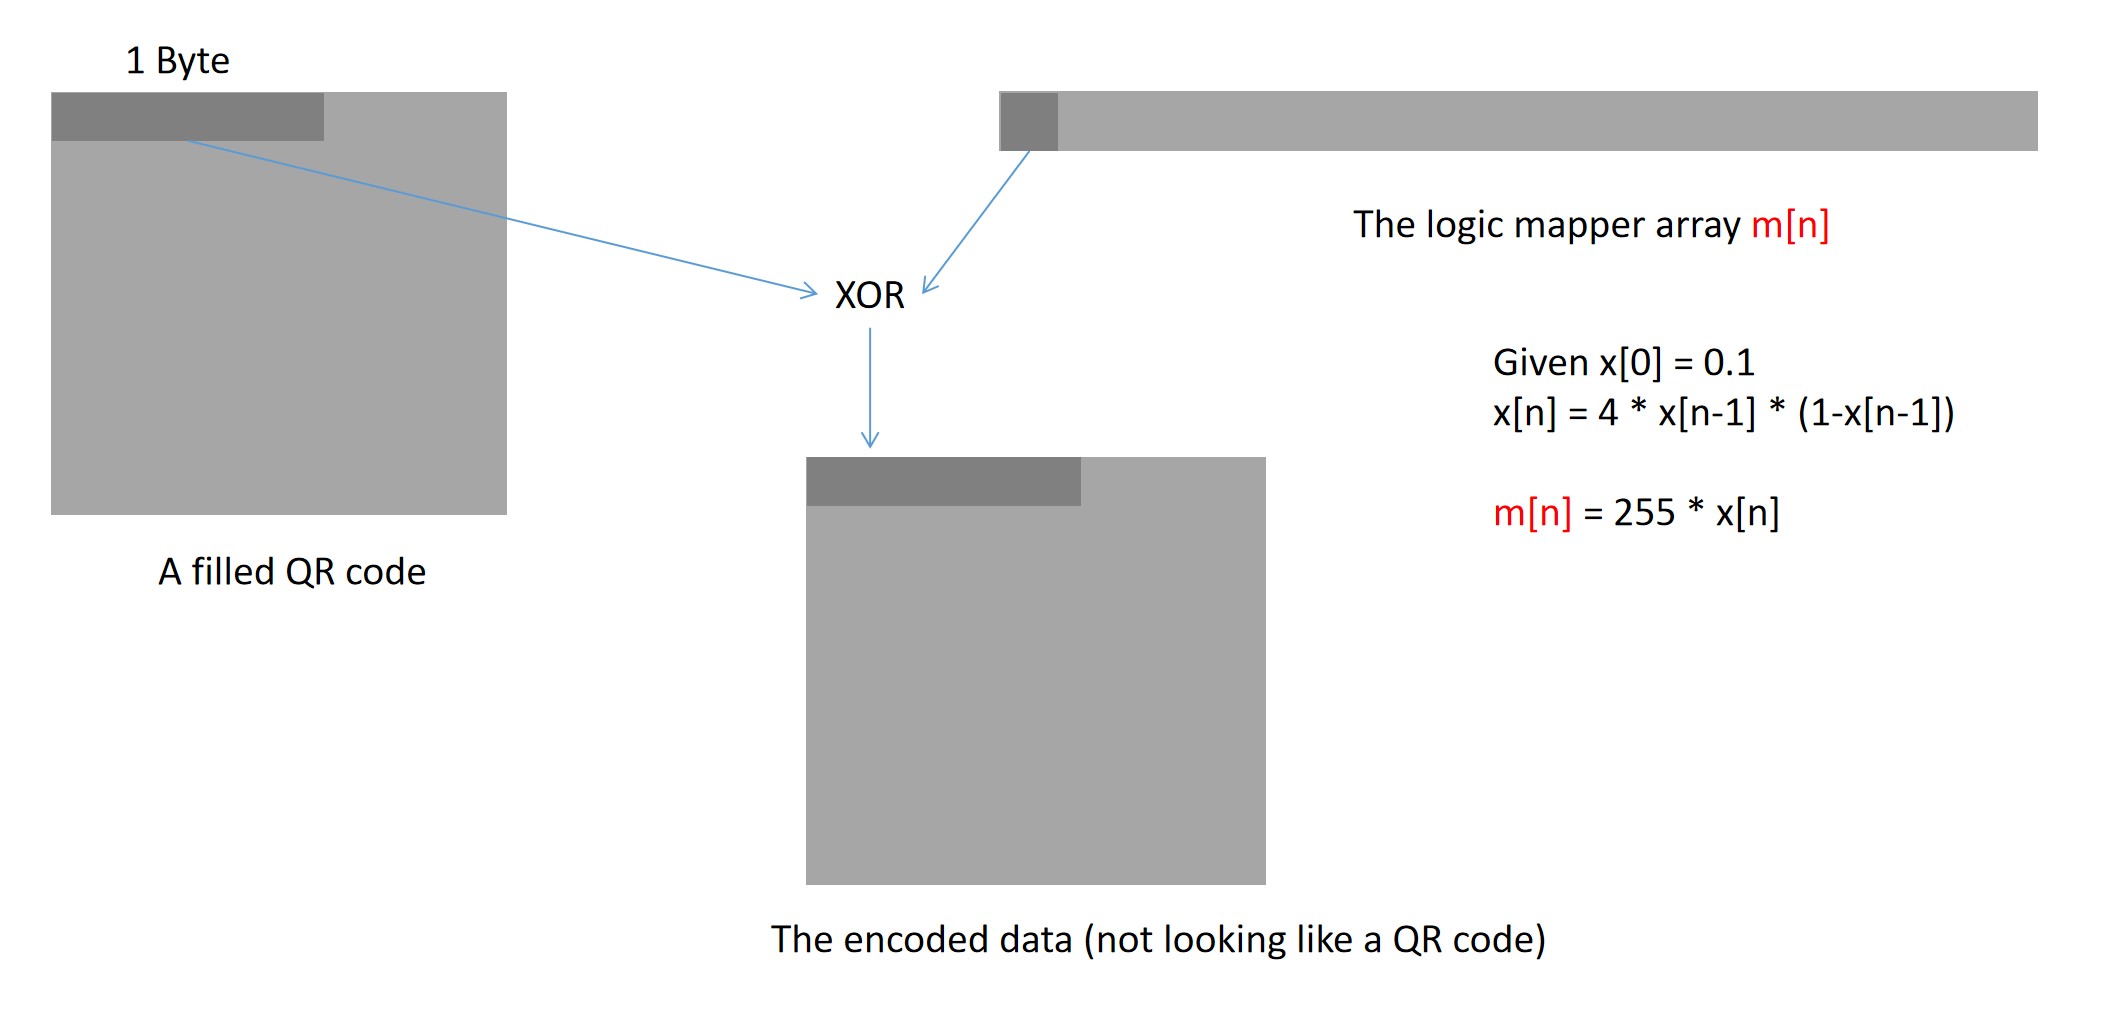 1 Byte
The logic mapper array m[n]
XOR
Given x[0] = 0.1
x[n] = 4 * x[n-1] * (1-x[n-1])
m[n] = 255 * x[n]
A filled QR code
The encoded data (not looking like a QR code)